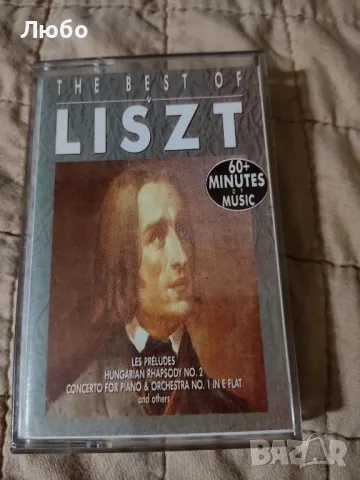 Любо
THE BEST OF
LISZT
60+
MINUTES
OF
MUSIC
LES PRÉLUDES
HUNGARIAN RHAPSODY NO. 2
CONCERTO FOR PIANO & ORCHESTRA NO. 1 IN E FLAT
and others
BAZAR